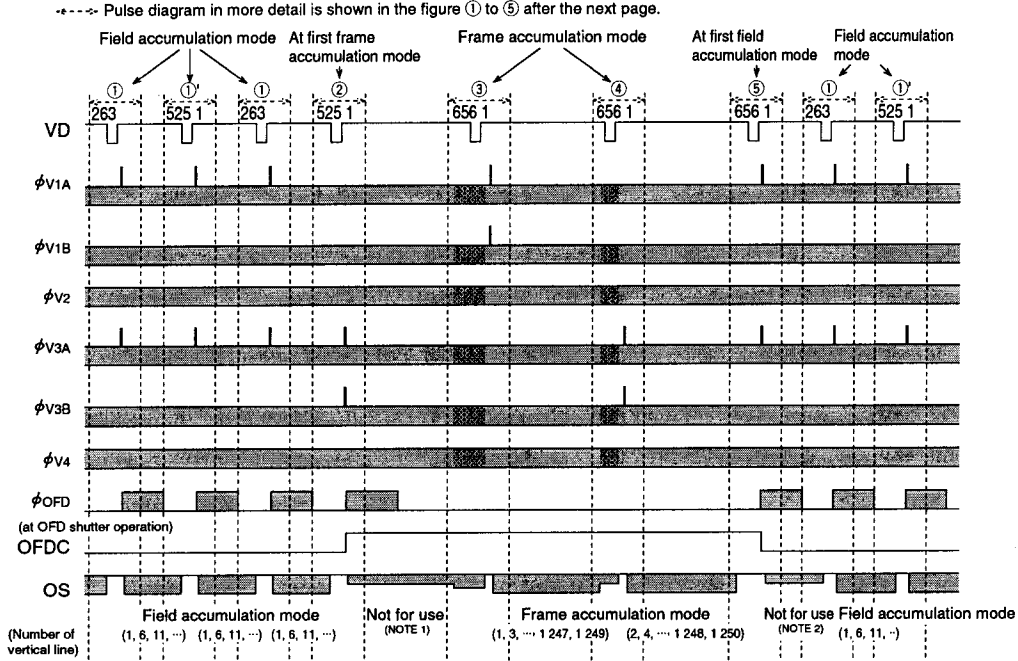 Pulse diagram in more detail is shown in the figure ① to ⑤ after the next page.
Field accumulation mode
At first frame
accumulation mode
Frame accumulation mode
At first field
accumulation mode
Field accumulation
mode
① ①' ① ② ③ ④ ⑤ ① ①'
263 525 1 263 525 1 656 1 656 1 656 1 263 525 1
VD
ϕV1A
ϕV1B
ϕV2
ϕV3A
ϕV3B
ϕV4
ϕOFD
(at OFD shutter operation)
OFDC
OS
Field accumulation mode
Not for use
(NOTE 1)
Frame accumulation mode
Not for use
(NOTE 2)
Field accumulation mode
(Number of
vertical line)
(1, 6, 11, ···) (1, 6, 11, ···) (1, 6, 11, ···)
(1, 3, ···, 1 247, 1 249) (2, 4, ···, 1 248, 1 250)
(1, 6, 11, ··)